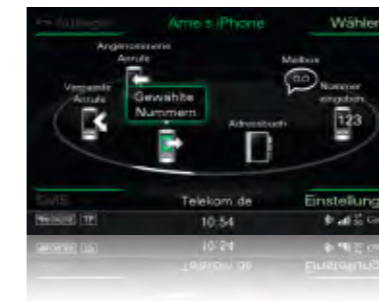 Arne's iPhone
Wähler
Angenommene
Anrufe
Mailbox
Verpasste
Anrufe
Gewählte
Nummern
Nummer
eingeben
Adressbuch
123
SMS
Telekom.de
Einstellung
TP
10:54